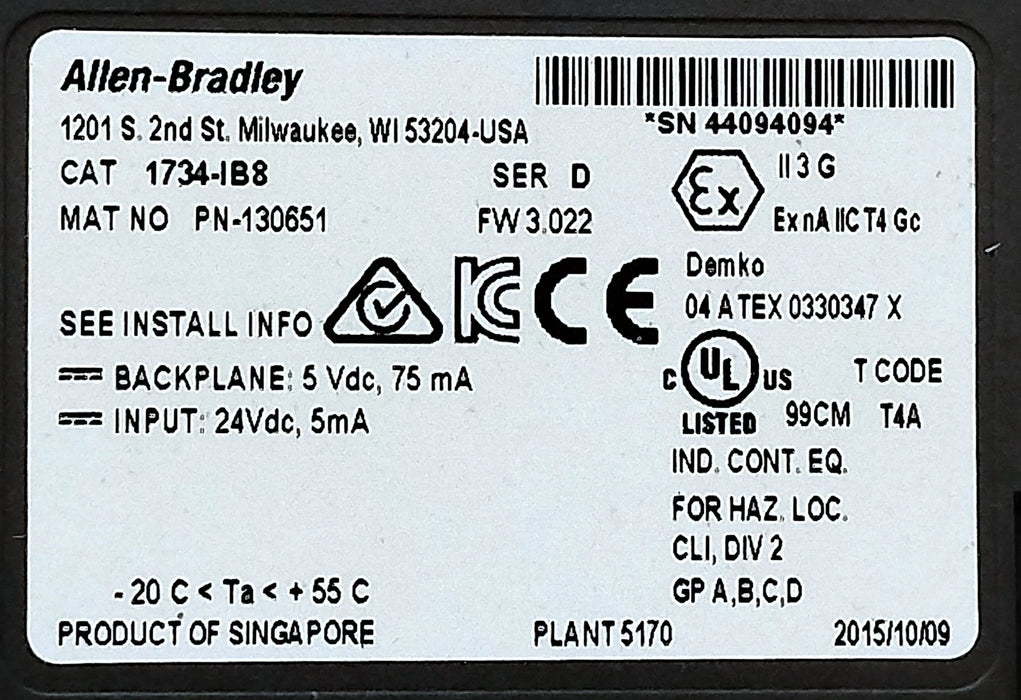 Allen-Bradley
1201 S. 2nd St. Milwaukee, WI 53204-USA
*SN 44094094*
CAT 1734-IB8 SER D
MAT NO PN-130651 FW 3.022
Ex II 3 G
Ex nA IIC T4 Gc
Demko
04 ATEX 0330347 X
SEE INSTALL INFO KC CE
BACKPLANE: 5 Vdc, 75 mA
INPUT: 24Vdc, 5mA
C UL US T CODE
LISTED 99CM T4A
IND. CONT. EQ.
FOR HAZ. LOC.
CLI, DIV 2
GP A,B,C,D
- 20 C < Ta < + 55 C
PRODUCT OF SINGAPORE PLANT 5170 2015/10/09